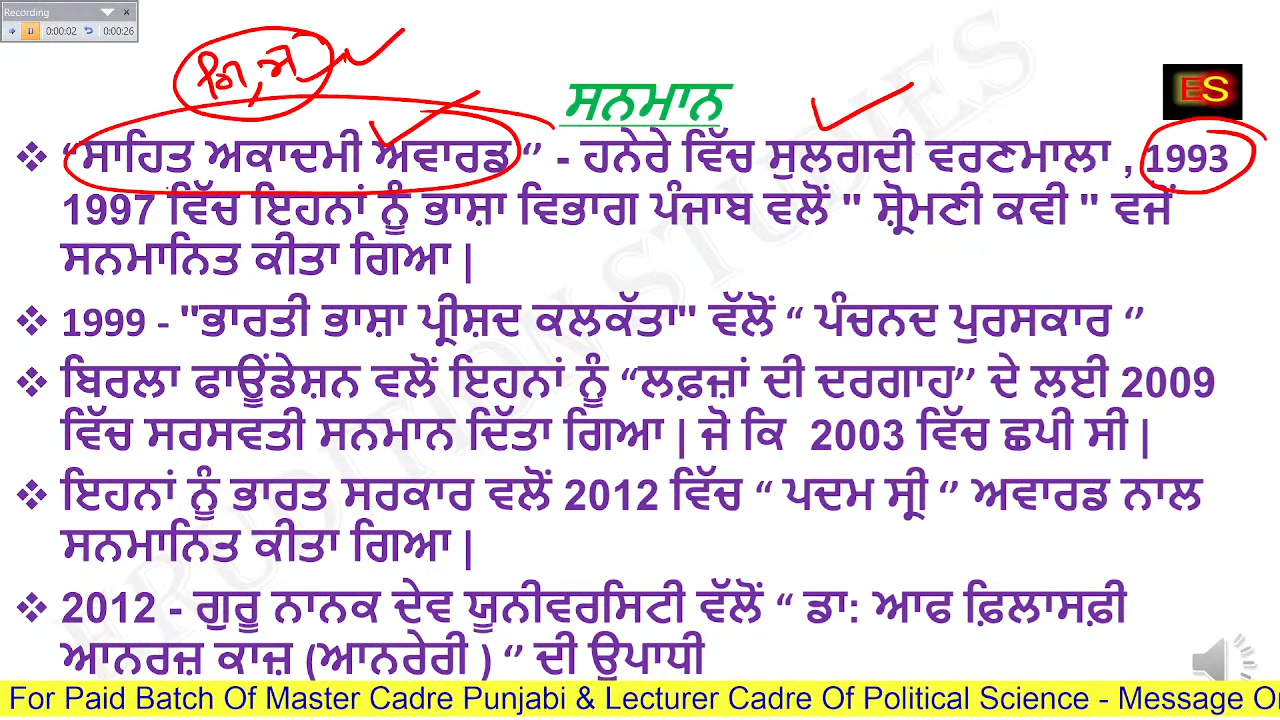 Recording
0:00:02 0:00:26
ਗਿ,ਐ
ਸਨਮਾਨ
ES
“ਸਾਹਿਤ ਅਕਾਦਮੀ ਅਵਾਰਡ “ - ਹਨੇਰੇ ਵਿੱਚ ਸੁਲਗਦੀ ਵਰਣਮਾਲਾ , 1993
1997 ਵਿੱਚ ਇਹਨਾਂ ਨੂੰ ਭਾਸ਼ਾ ਵਿਭਾਗ ਪੰਜਾਬ ਵਲੋਂ " ਸ਼੍ਰੋਮਣੀ ਕਵੀ " ਵਜੋਂ
ਸਨਮਾਨਿਤ ਕੀਤਾ ਗਿਆ |
1999 - "ਭਾਰਤੀ ਭਾਸ਼ਾ ਪ੍ਰੀਸ਼ਦ ਕਲਕੱਤਾ" ਵੱਲੋਂ “ ਪੰਚਨਦ ਪੁਰਸਕਾਰ “
ਬਿਰਲਾ ਫਾਊਂਡੇਸ਼ਨ ਵਲੋਂ ਇਹਨਾਂ ਨੂੰ “ਲਫ਼ਜ਼ਾਂ ਦੀ ਦਰਗਾਹ” ਦੇ ਲਈ 2009
ਵਿੱਚ ਸਰਸਵਤੀ ਸਨਮਾਨ ਦਿੱਤਾ ਗਿਆ | ਜੋ ਕਿ 2003 ਵਿੱਚ ਛਪੀ ਸੀ |
ਇਹਨਾਂ ਨੂੰ ਭਾਰਤ ਸਰਕਾਰ ਵਲੋਂ 2012 ਵਿੱਚ “ ਪਦਮ ਸ੍ਰੀ “ ਅਵਾਰਡ ਨਾਲ
ਸਨਮਾਨਿਤ ਕੀਤਾ ਗਿਆ |
2012 - ਗੁਰੂ ਨਾਨਕ ਦੇਵ ਯੂਨੀਵਰਸਿਟੀ ਵੱਲੋਂ “ ਡਾ: ਆਫ ਫ਼ਿਲਾਸਫ਼ੀ
ਆਨਰਜ਼ ਕਾਜ਼ (ਆਨਰੇਰੀ ) “ ਦੀ ਉਪਾਧੀ
ERUDITION STUDIES
For Paid Batch Of Master Cadre Punjabi & Lecturer Cadre Of Political Science - Message O